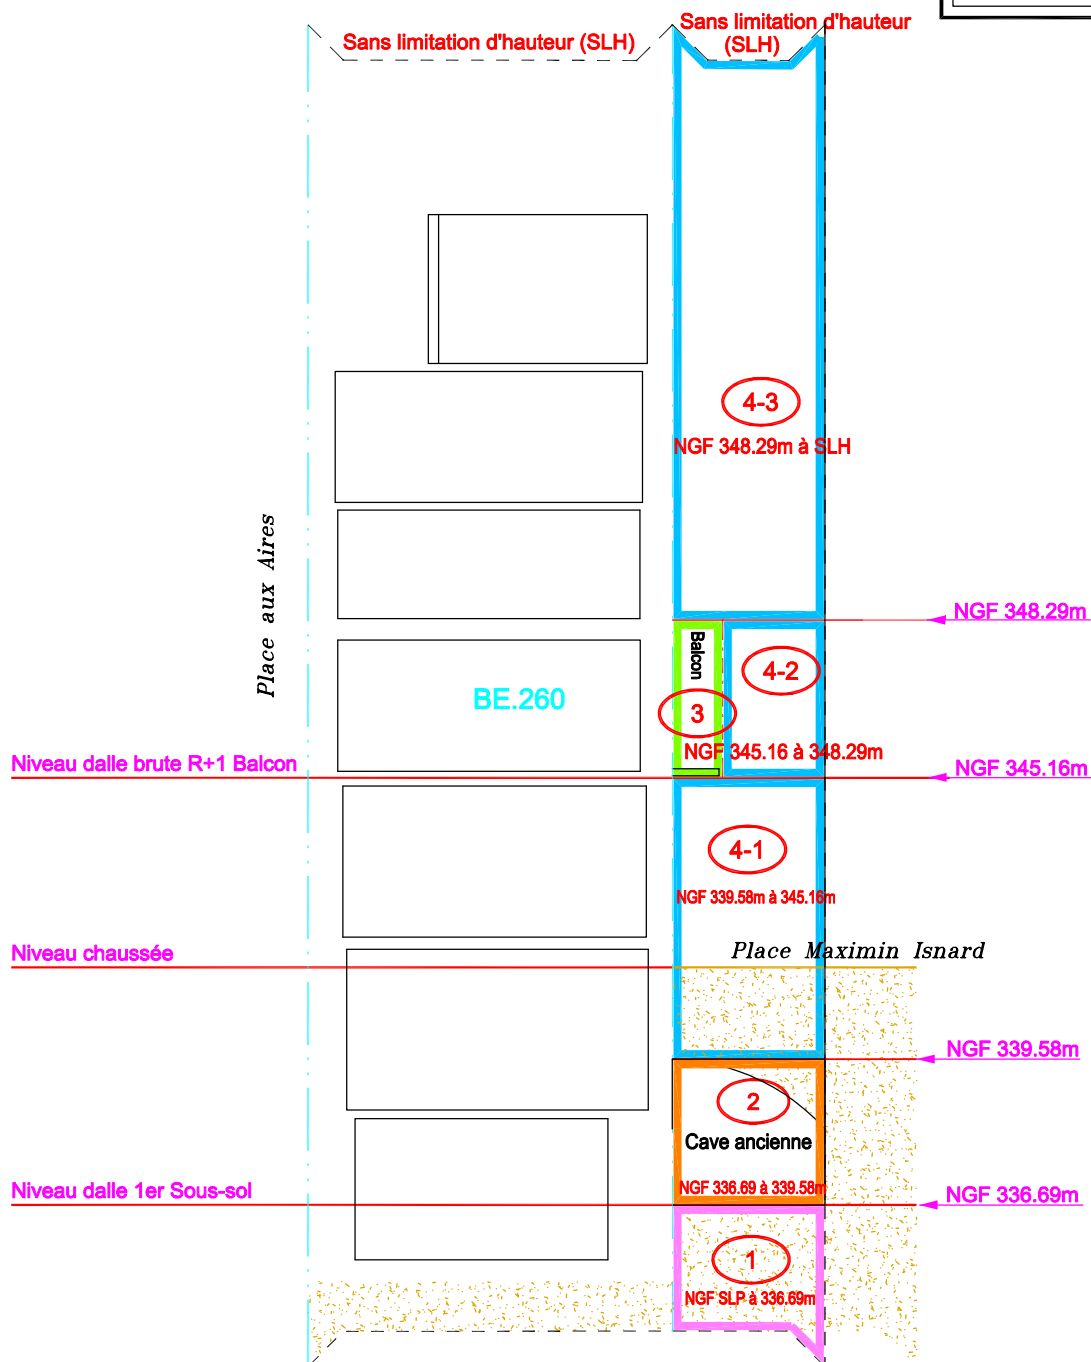 Sans limitation d'hauteur (SLH)
Sans limitation d'hauteur
(SLH)
4-3
NGF 348.29m à SLH
Place aux Aires
NGF 348.29m
Balcon
4-2
3
BE.260
NGF 345.16 à 348.29m
Niveau dalle brute R+1 Balcon
NGF 345.16m
4-1
NGF 339.58m à 345.16m
Niveau chaussée
Place Maximin Isnard
NGF 339.58m
2
Cave ancienne
NGF 336.69 à 339.58m
Niveau dalle 1er Sous-sol
NGF 336.69m
1
NGF SLP à 336.69m